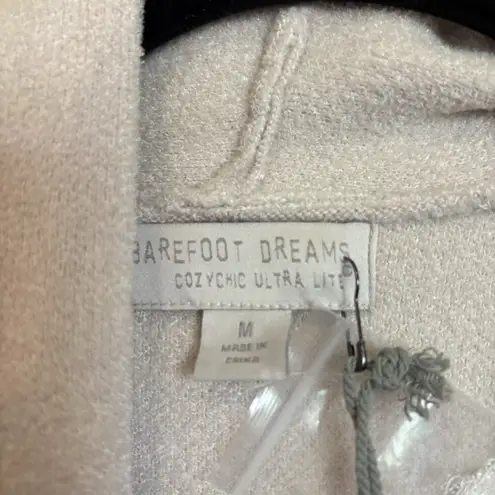 BAREFOOT DREAMS
COZYCHIC ULTRA LITE
M
MADE IN
CHINA